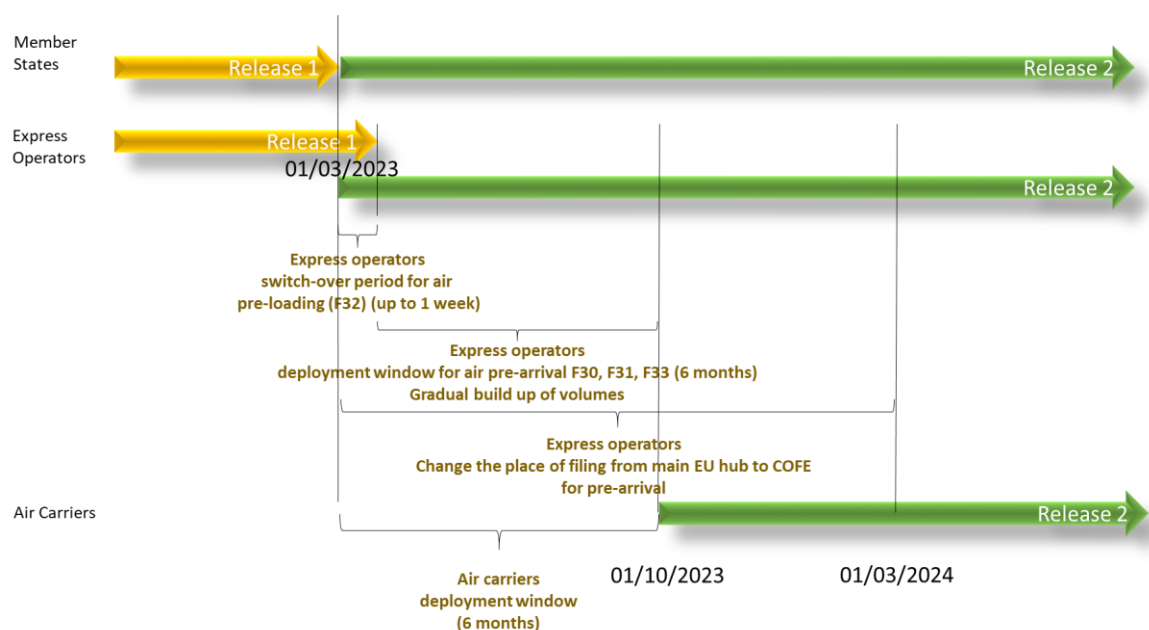 Member
States
Release 1
Release 2
Express
Operators
Release 1
01/03/2023
Release 2
Express operators
switch-over period for air
pre-loading (F32) (up to 1 week)
Express operators
deployment window for air pre-arrival F30, F31, F33 (6 months)
Gradual build up of volumes
Express operators
Change the place of filing from main EU hub to COFE
for pre-arrival
Air Carriers
Release 2
Air carriers
deployment window
(6 months)
01/10/2023
01/03/2024